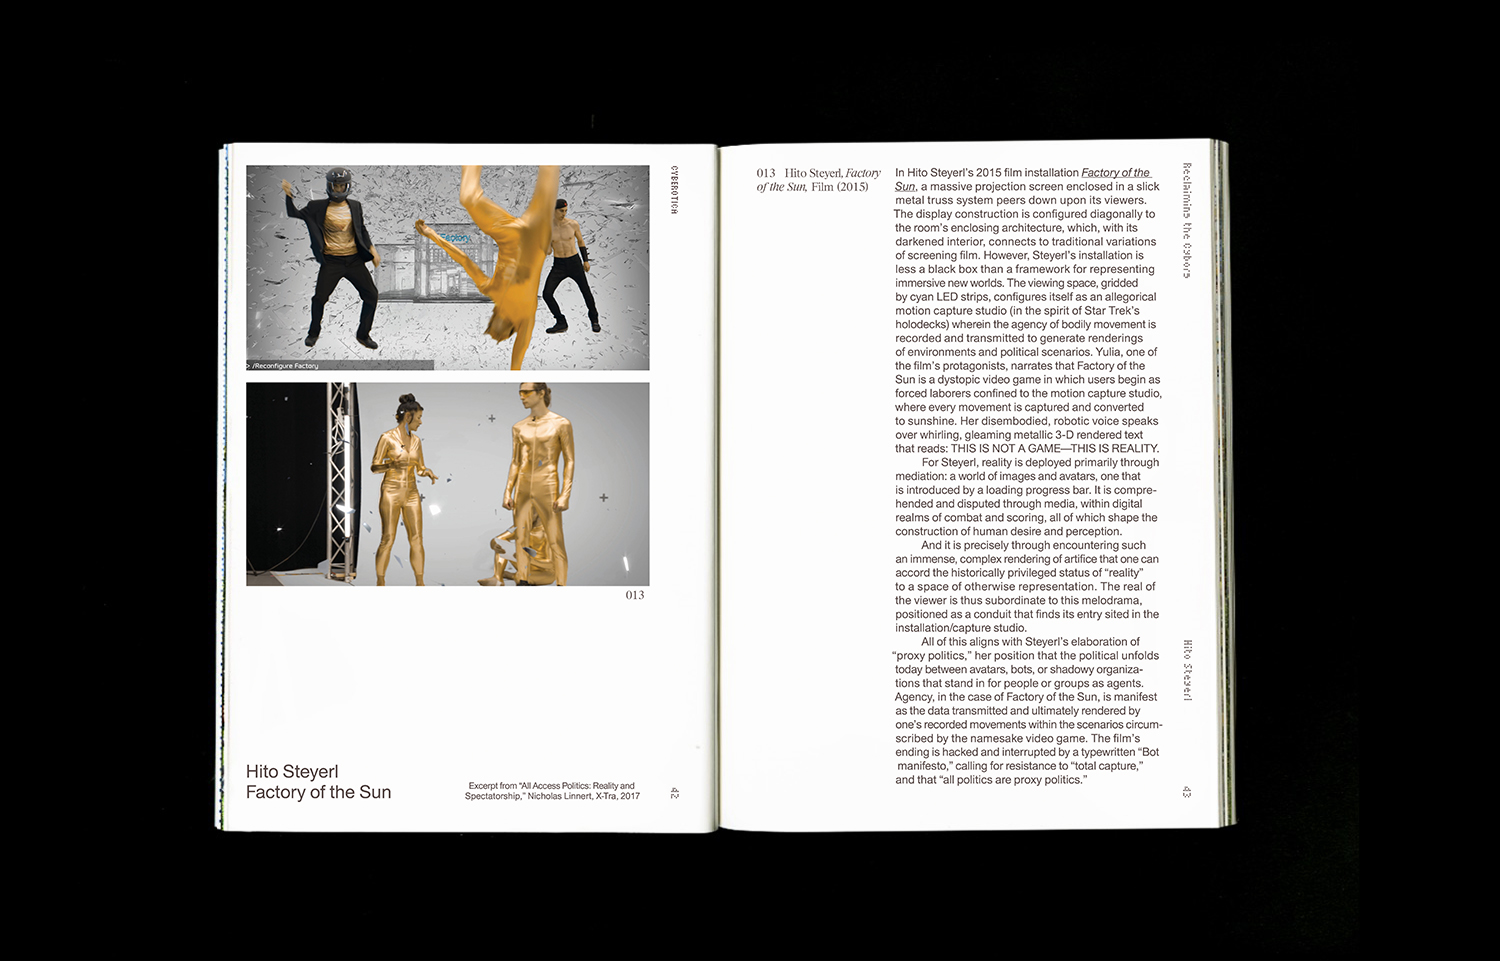 CYBEROTICA
Factory
> /Reconfigure Factory
013
Hito Steyerl
Factory of the Sun
Excerpt from “All Access Politics: Reality and
Spectatorship,” Nicholas Linnert, X-Tra, 2017
42
013 Hito Steyerl, Factory
of the Sun, Film (2015)
In Hito Steyerl’s 2015 film installation Factory of the
Sun, a massive projection screen enclosed in a slick
metal truss system peers down upon its viewers.
The display construction is configured diagonally to
the room’s enclosing architecture, which, with its
darkened interior, connects to traditional variations
of screening film. However, Steyerl’s installation is
less a black box than a framework for representing
immersive new worlds. The viewing space, gridded
by cyan LED strips, configures itself as an allegorical
motion capture studio (in the spirit of Star Trek’s
holodecks) wherein the agency of bodily movement is
recorded and transmitted to generate renderings
of environments and political scenarios. Yulia, one of
the film’s protagonists, narrates that Factory of the
Sun is a dystopic video game in which users begin as
forced laborers confined to the motion capture studio,
where every movement is captured and converted
to sunshine. Her disembodied, robotic voice speaks
over whirling, gleaming metallic 3-D rendered text
that reads: THIS IS NOT A GAME—THIS IS REALITY.
For Steyerl, reality is deployed primarily through
mediation: a world of images and avatars, one that
is introduced by a loading progress bar. It is compre-
hended and disputed through media, within digital
realms of combat and scoring, all of which shape the
construction of human desire and perception.
And it is precisely through encountering such
an immense, complex rendering of artifice that one can
accord the historically privileged status of “reality”
to a space of otherwise representation. The real of
the viewer is thus subordinate to this melodrama,
positioned as a conduit that finds its entry sited in the
installation/capture studio.
All of this aligns with Steyerl’s elaboration of
“proxy politics,” her position that the political unfolds
today between avatars, bots, or shadowy organiza-
tions that stand in for people or groups as agents.
Agency, in the case of Factory of the Sun, is manifest
as the data transmitted and ultimately rendered by
one’s recorded movements within the scenarios circum-
scribed by the namesake video game. The film’s
ending is hacked and interrupted by a typewritten “Bot
manifesto,” calling for resistance to “total capture,”
and that “all politics are proxy politics.”
Reclaiming the Cyborg
Hito Steyerl
43